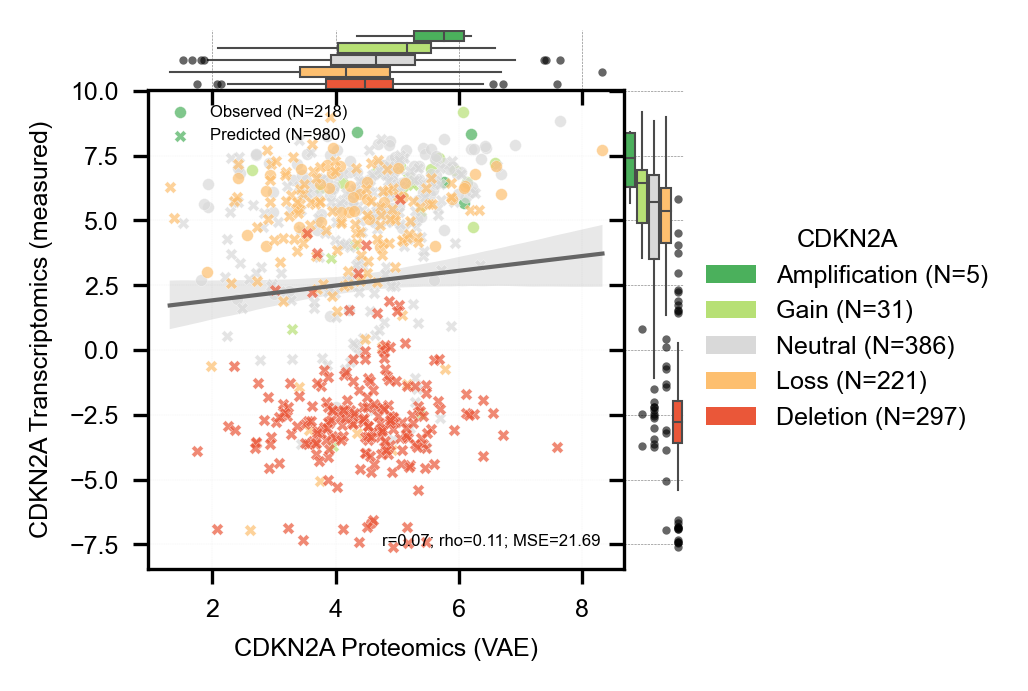 Observed (N=218)
Predicted (N=980)
10.0
7.5
5.0
2.5
0.0
−2.5
−5.0
−7.5
CDKN2A Transcriptomics (measured)
r=0.07; rho=0.11; MSE=21.69
2
4
6
8
CDKN2A Proteomics (VAE)
CDKN2A
Amplification (N=5)
Gain (N=31)
Neutral (N=386)
Loss (N=221)
Deletion (N=297)